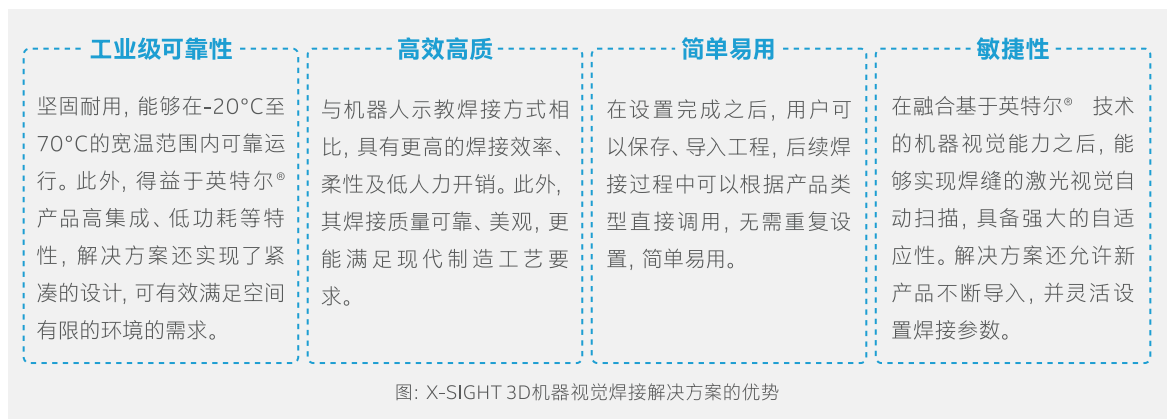 工业级可靠性
坚固耐用, 能够在-20°C至
70°C的宽温范围内可靠运
行。此外, 得益于英特尔®
产品高集成、低功耗等特
性, 解决方案还实现了紧
凑的设计, 可有效满足空间
有限的环境的需求。
高效高质
与机器人示教焊接方式相
比, 具有更高的焊接效率、
柔性及低人力开销。此外,
其焊接质量可靠、美观, 更
能满足现代制造工艺要
求。
简单易用
在设置完成之后, 用户可
以保存、导入工程, 后续焊
接过程中可以根据产品类
型直接调用, 无需重复设
置, 简单易用。
敏捷性
在融合基于英特尔® 技术
的机器视觉能力之后, 能
够实现焊缝的激光视觉自
动扫描, 具备强大的自适
应性。解决方案还允许新
产品不断导入, 并灵活设
置焊接参数。
图: X-SIGHT 3D机器视觉焊接解决方案的优势